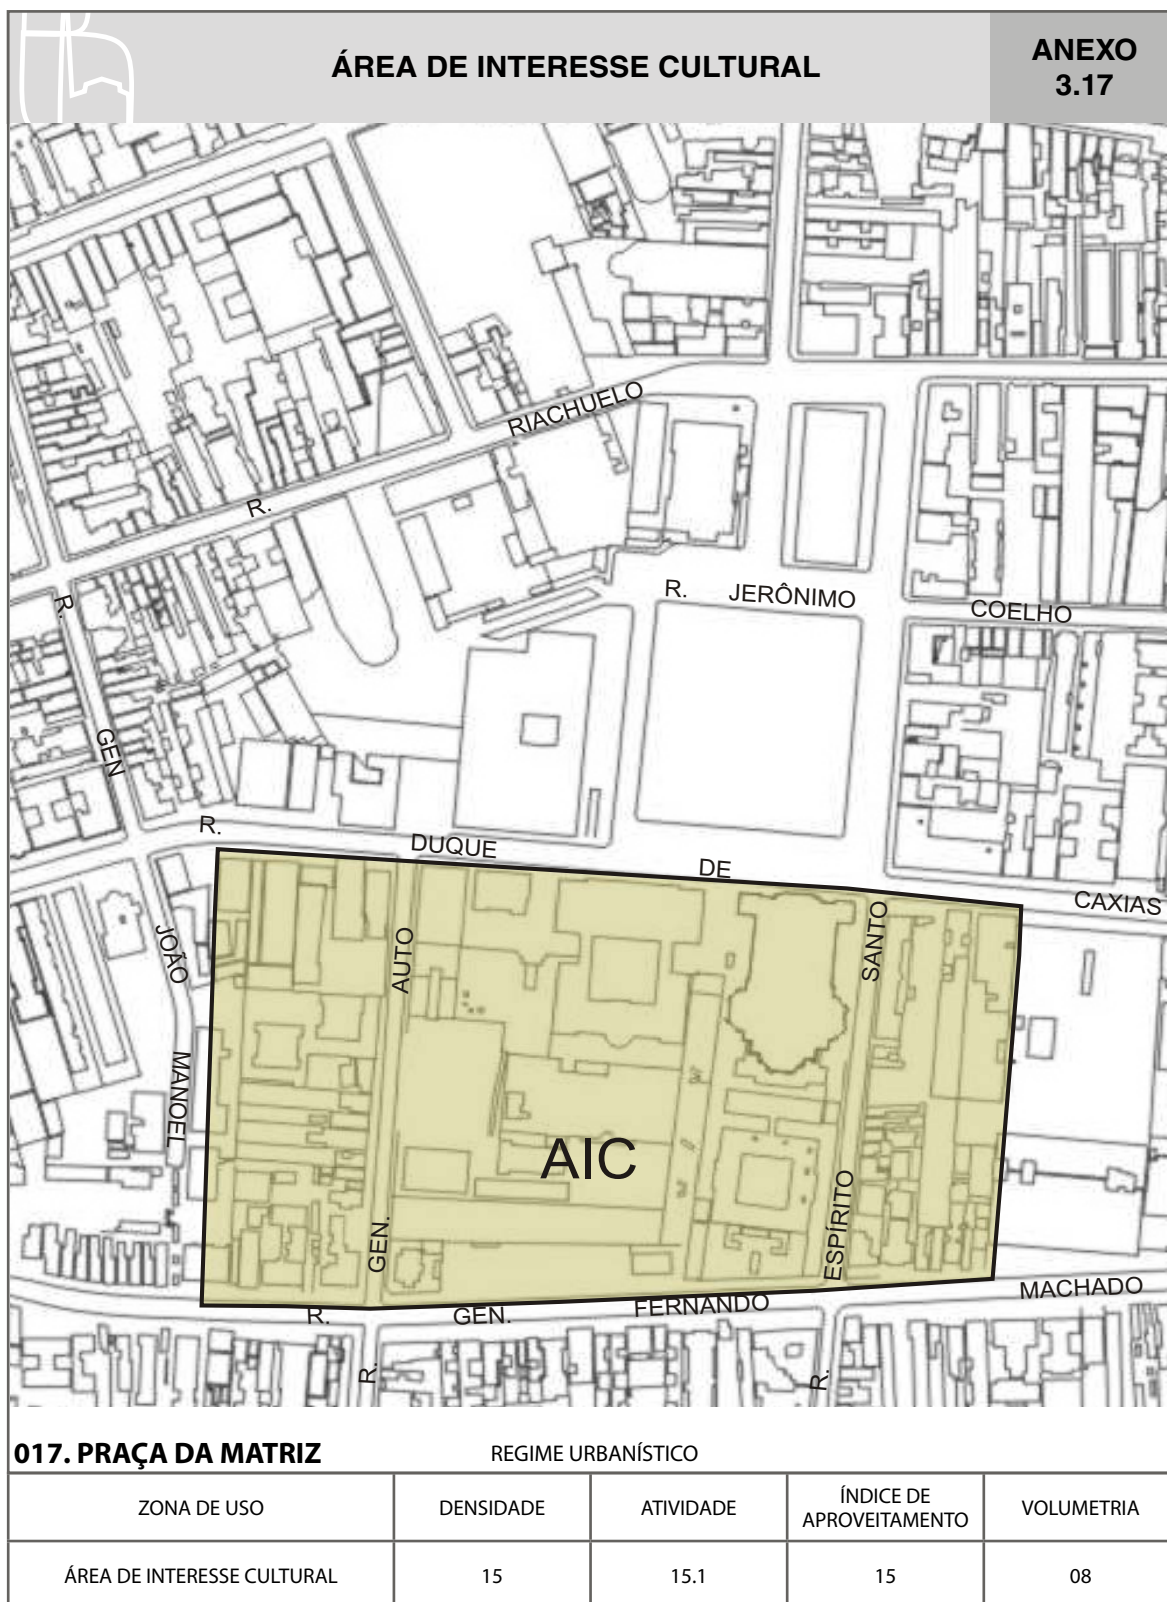 ÁREA DE INTERESSE CULTURAL
ANEXO
3.17
R. RIACHUELO
R. JERÔNIMO COELHO
R. GEN JOÃO MANOEL
R. DUQUE DE CAXIAS
R. GEN. AUTO
R. ESPÍRITO SANTO
AIC
R. GEN. FERNANDO MACHADO
017. PRAÇA DA MATRIZ
REGIME URBANÍSTICO
ZONA DE USO
DENSIDADE
ATIVIDADE
ÍNDICE DE
APROVEITAMENTO
VOLUMETRIA
ÁREA DE INTERESSE CULTURAL
15
15.1
15
08